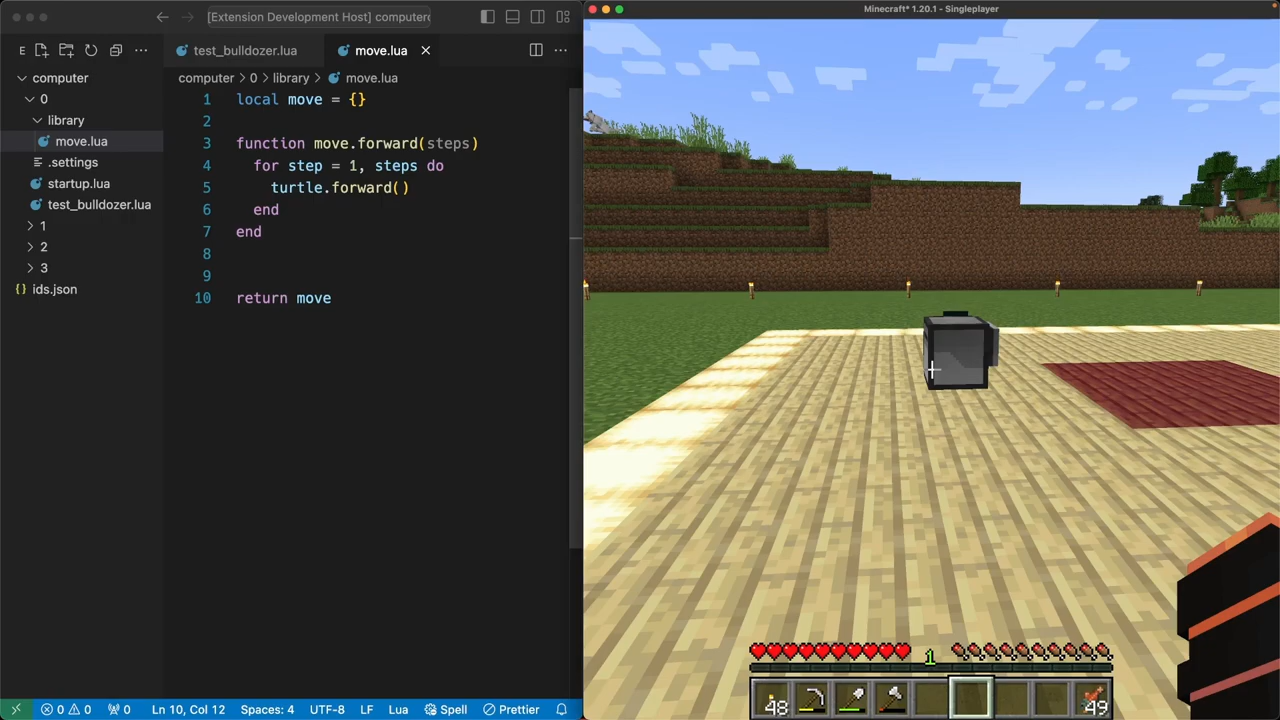 [Extension Development Host] computer
E
test_bulldozer.lua
move.lua
computer
0
library
move.lua
.settings
startup.lua
test_bulldozer.lua
1
2
3
ids.json
computer > 0 > library > move.lua
1 local move = {}
2
3 function move.forward(steps)
4 for step = 1, steps do
5 turtle.forward()
6 end
7 end
8
9
10 return move
0 0 0 Ln 10, Col 12 Spaces: 4 UTF-8 LF Lua Spell Prettier
Minecraft* 1.20.1 - Singleplayer
1
48
49